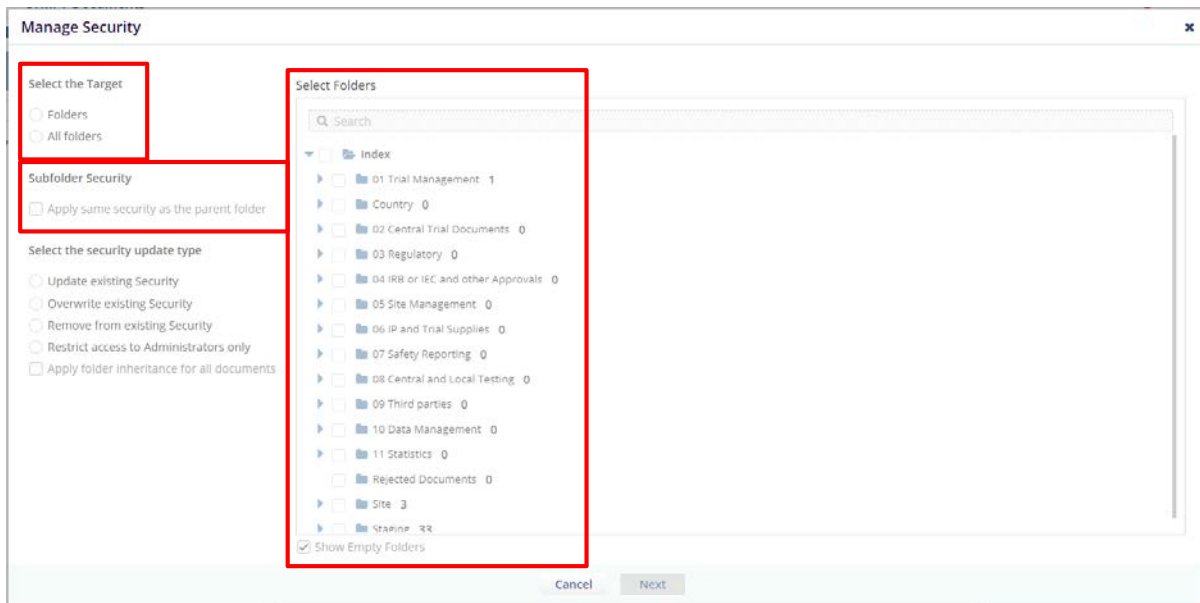 Manage Security
Select the Target
Folders
All folders
Subfolder Security
Apply same security as the parent folder
Select the security update type
Update existing Security
Overwrite existing Security
Remove from existing Security
Restrict access to Administrators only
Apply folder inheritance for all documents
Select Folders
Search
Index
01 Trial Management 1
Country 0
02 Central Trial Documents 0
03 Regulatory 0
04 IRB or IEC and other Approvals 0
05 Site Management 0
06 IP and Trial Supplies 0
07 Safety Reporting 0
08 Central and Local Testing 0
09 Third parties 0
10 Data Management 0
11 Statistics 0
Rejected Documents 0
Site 3
Staging 33
Show Empty Folders
Cancel Next